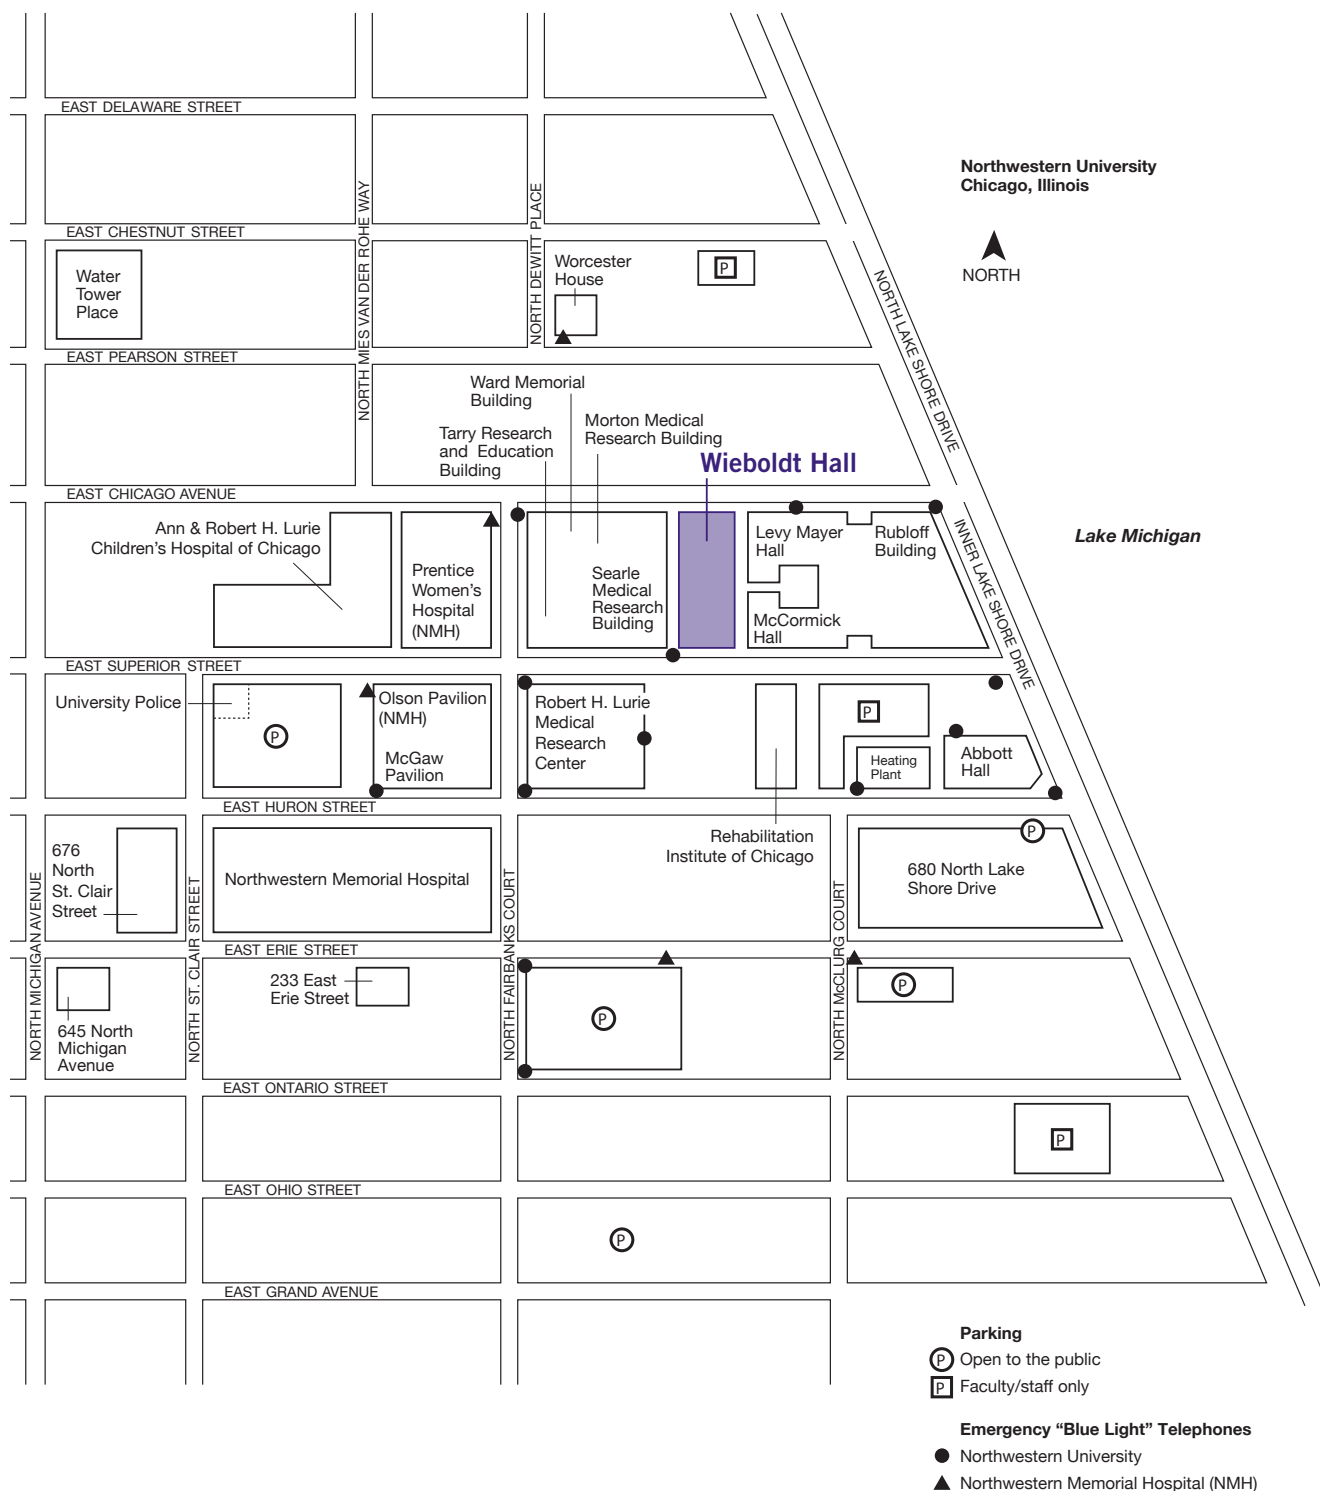 EAST DELAWARE STREET
Northwestern University
Chicago, Illinois
NORTH
NORTH MIES VAN DER ROHE WAY
NORTH DEWITT PLACE
EAST CHESTNUT STREET
Water
Tower
Place
Worcester
House
P
NORTH LAKE SHORE DRIVE
EAST PEARSON STREET
Ward Memorial
Building
Tarry Research
and Education
Building
Morton Medical
Research Building
Wieboldt Hall
EAST CHICAGO AVENUE
Ann & Robert H. Lurie
Children's Hospital of Chicago
Prentice
Women's
Hospital
(NMH)
Searle
Medical
Research
Building
Levy Mayer
Hall
Rubloff
Building
McCormick
Hall
INNER LAKE SHORE DRIVE
Lake Michigan
EAST SUPERIOR STREET
University Police
P
Olson Pavilion
(NMH)
McGaw
Pavilion
Robert H. Lurie
Medical
Research
Center
P
Heating
Plant
Abbott
Hall
EAST HURON STREET
Rehabilitation
Institute of Chicago
P
676
North
St. Clair
Street
Northwestern Memorial Hospital
680 North Lake
Shore Drive
NORTH MICHIGAN AVENUE
NORTH ST. CLAIR STREET
NORTH FAIRBANKS COURT
NORTH McCLURG COURT
EAST ERIE STREET
233 East
Erie Street
645 North
Michigan
Avenue
P
P
EAST ONTARIO STREET
P
EAST OHIO STREET
P
EAST GRAND AVENUE
Parking
P Open to the public
P Faculty/staff only
Emergency “Blue Light” Telephones
Northwestern University
Northwestern Memorial Hospital (NMH)